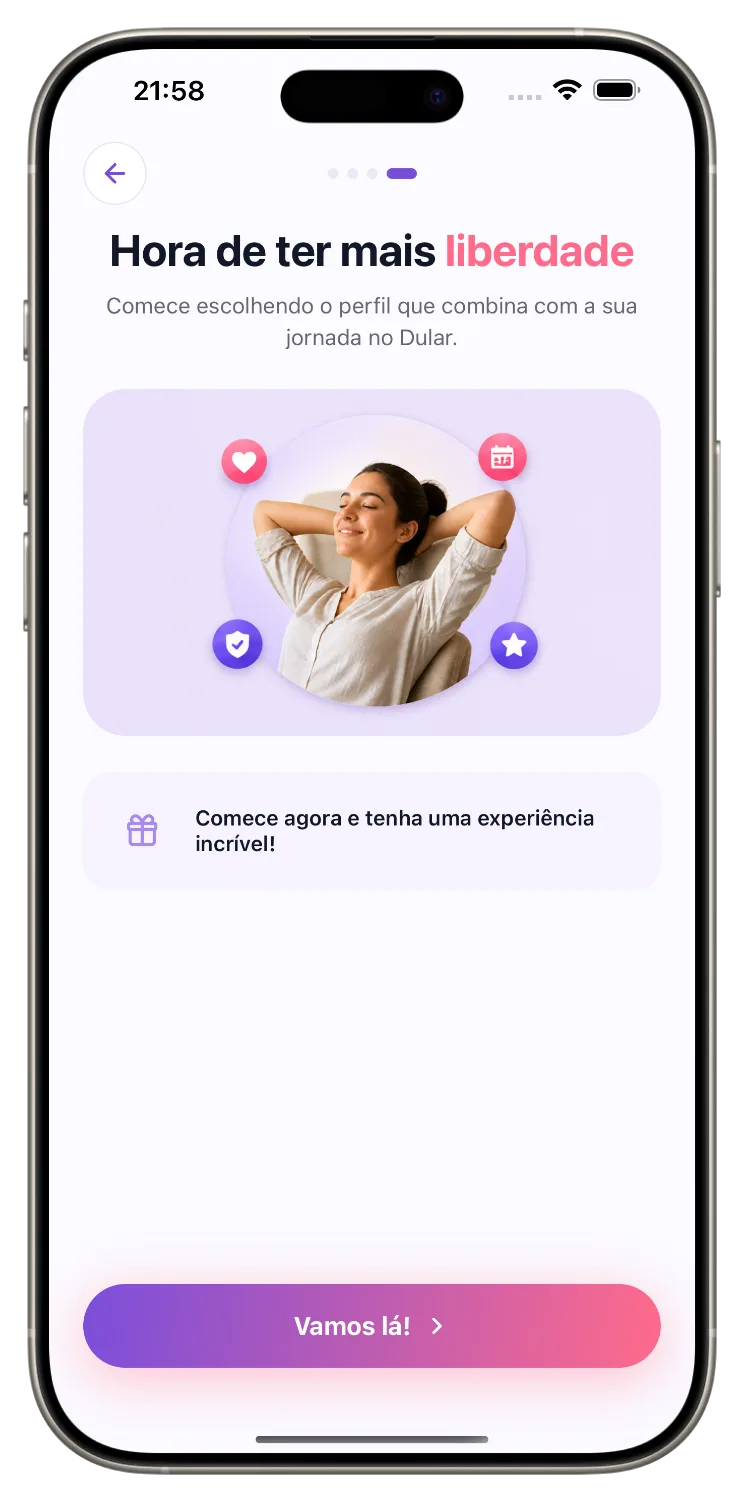 21:58
Hora de ter mais liberdade
Comece escolhendo o perfil que combina com a sua
jornada no Dular.
Comece agora e tenha uma experiência
incrível!
Vamos lá!